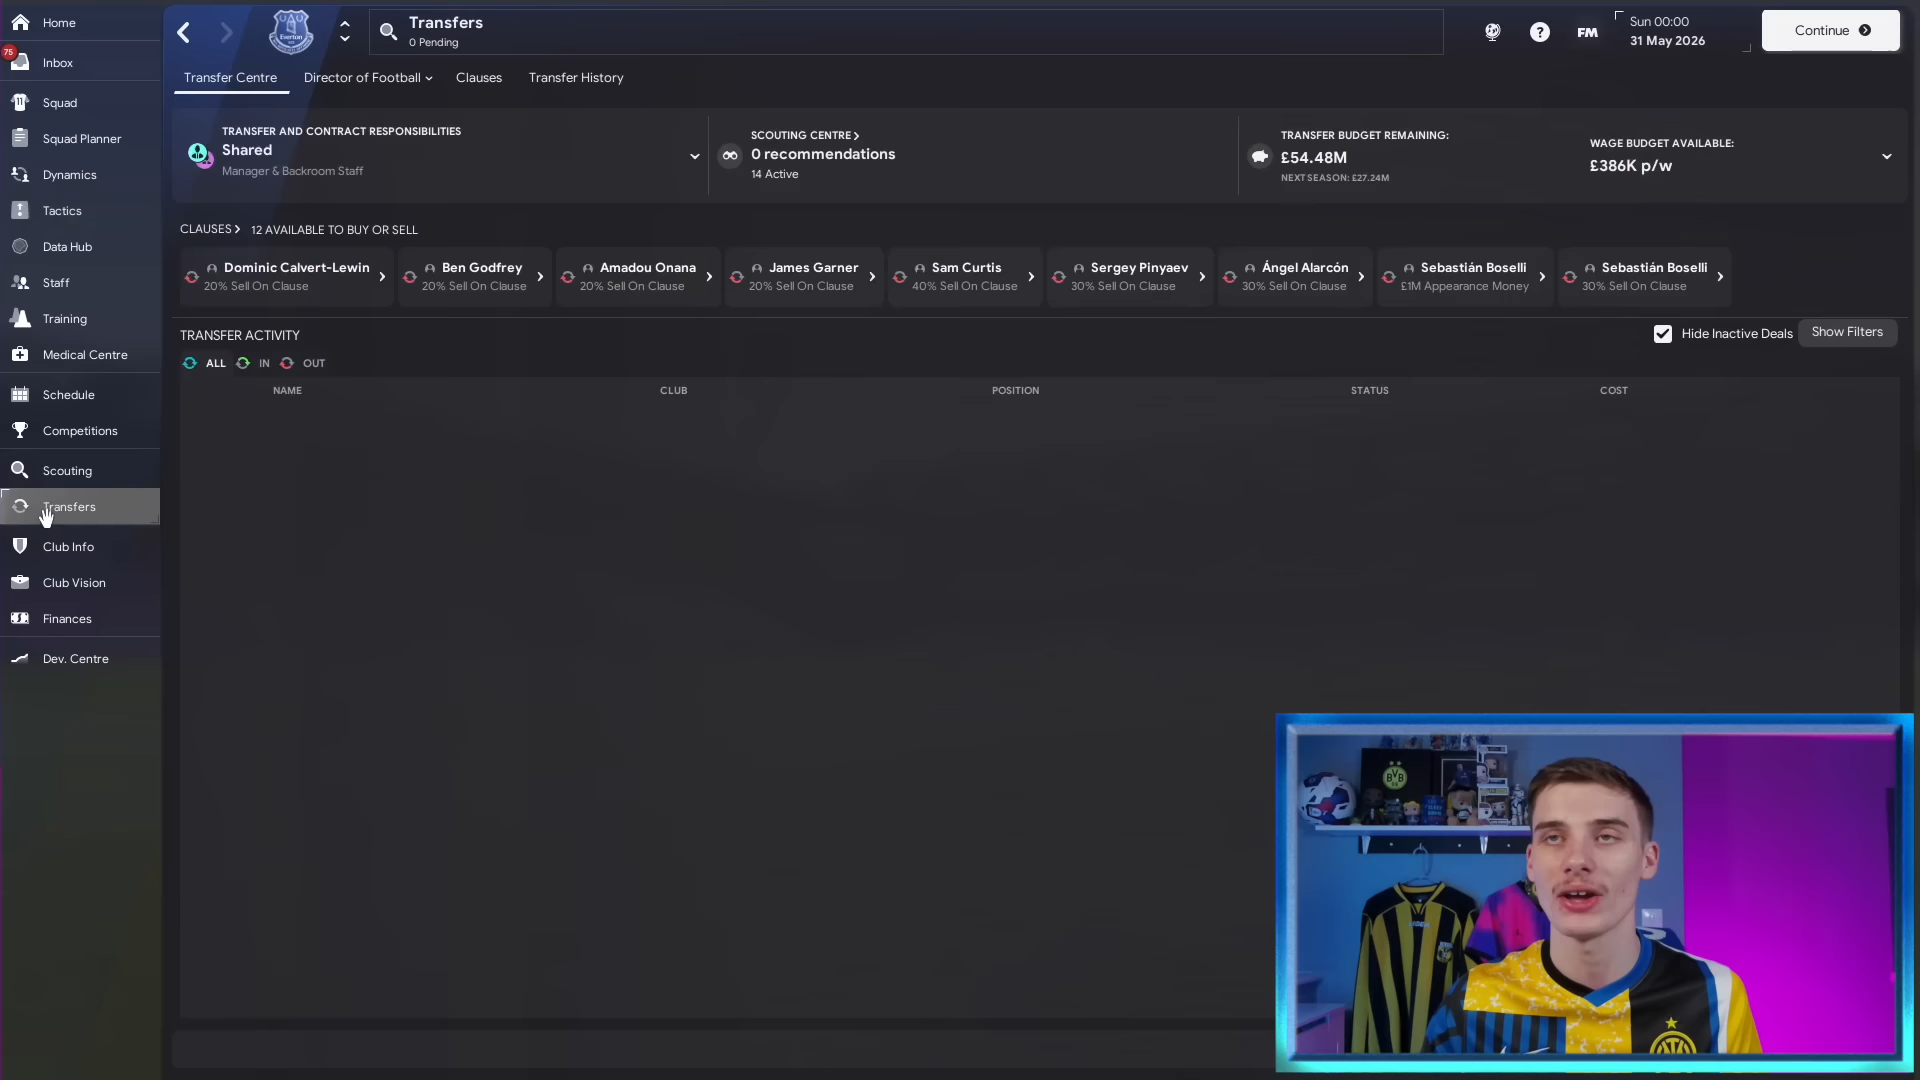 Home
75
Inbox
Squad
Squad Planner
Dynamics
Tactics
Data Hub
Staff
Training
Medical Centre
Schedule
Competitions
Scouting
Transfers
Club Info
Club Vision
Finances
Dev. Centre
Everton
Transfers
0 Pending
FM
Sun 00:00
31 May 2026
Continue
Transfer Centre
Director of Football
Clauses
Transfer History
TRANSFER AND CONTRACT RESPONSIBILITIES
Shared
Manager & Backroom Staff
SCOUTING CENTRE
0 recommendations
14 Active
TRANSFER BUDGET REMAINING:
£54.48M
NEXT SEASON: £27.24M
WAGE BUDGET AVAILABLE:
£386K p/w
CLAUSES
12 AVAILABLE TO BUY OR SELL
Dominic Calvert-Lewin
20% Sell On Clause
Ben Godfrey
20% Sell On Clause
Amadou Onana
20% Sell On Clause
James Garner
20% Sell On Clause
Sam Curtis
40% Sell On Clause
Sergey Pinyaev
30% Sell On Clause
Ángel Alarcón
30% Sell On Clause
Sebastián Boselli
£1M Appearance Money
Sebastián Boselli
30% Sell On Clause
TRANSFER ACTIVITY
Hide Inactive Deals
Show Filters
ALL
IN
OUT
NAME
CLUB
POSITION
STATUS
COST
BVB
09